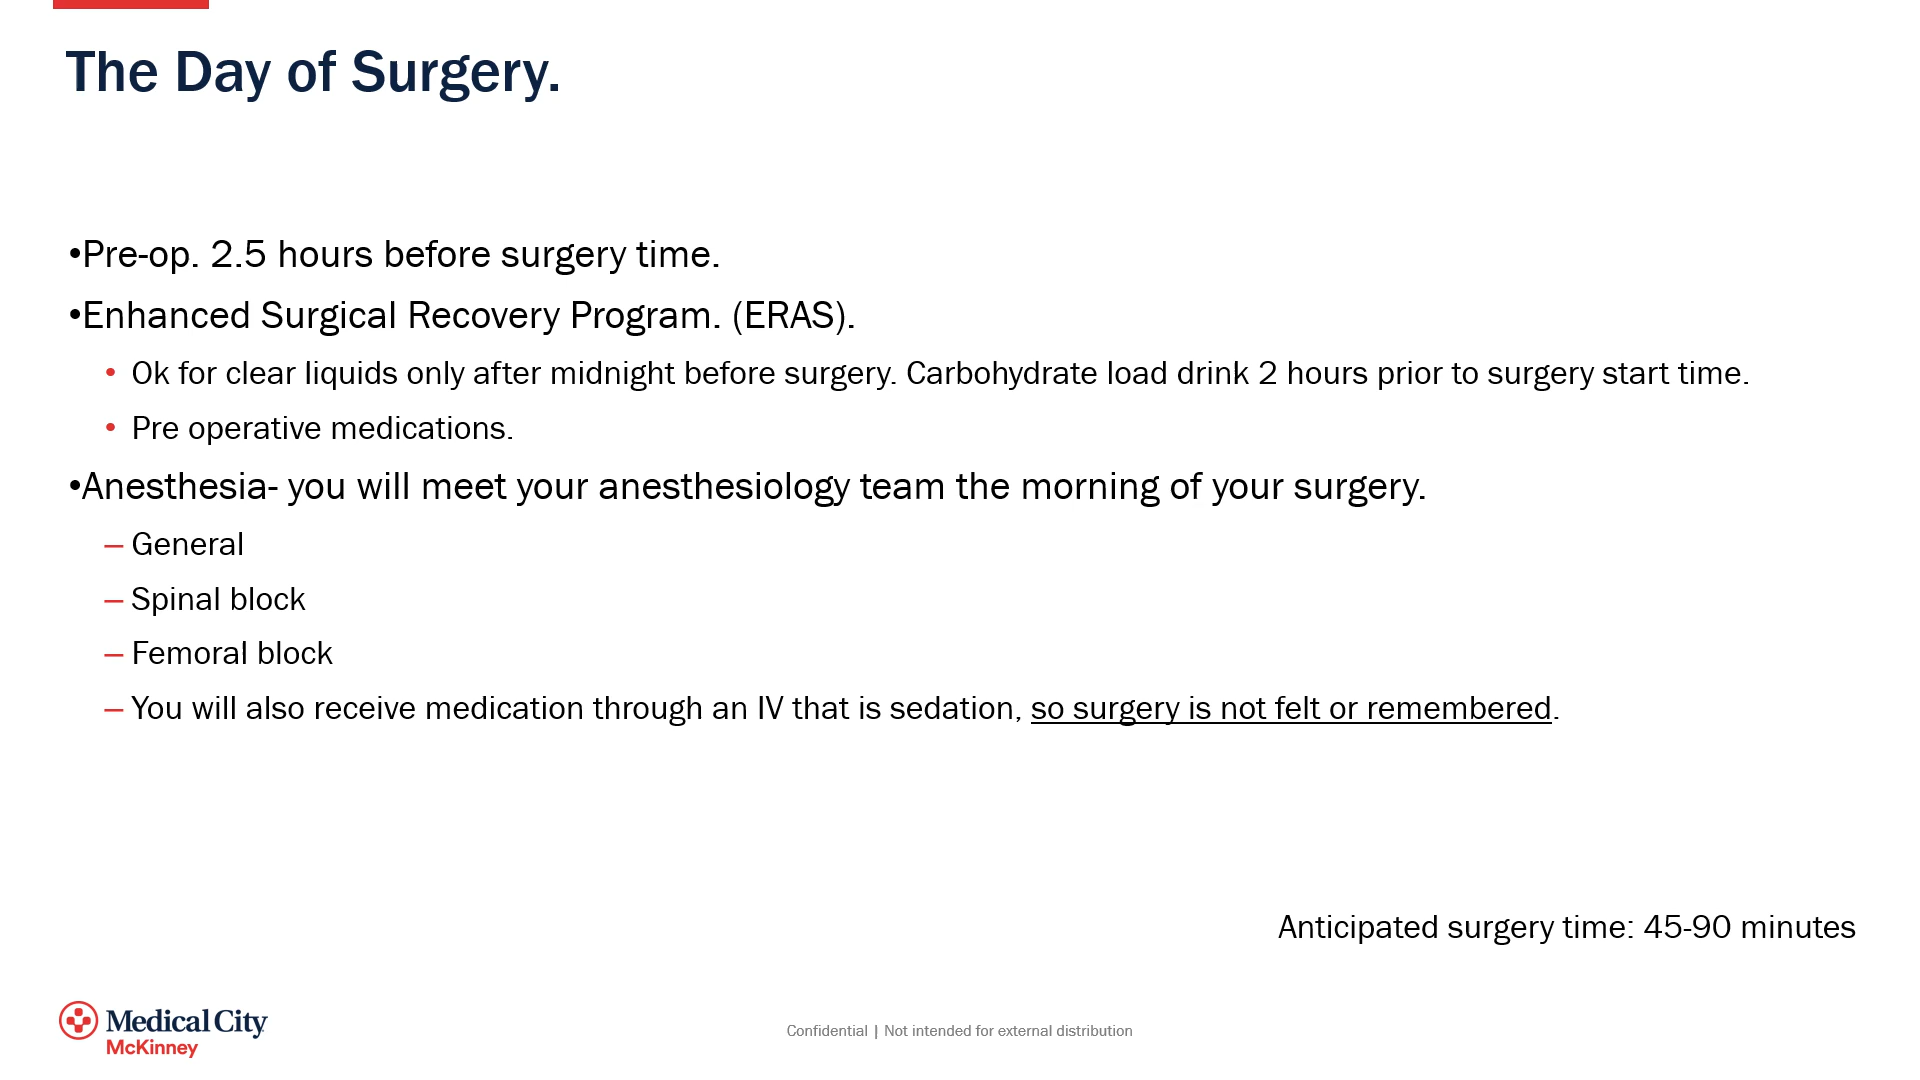 The Day of Surgery.
•Pre-op. 2.5 hours before surgery time.
•Enhanced Surgical Recovery Program. (ERAS).
• Ok for clear liquids only after midnight before surgery. Carbohydrate load drink 2 hours prior to surgery start time.
• Pre operative medications.
•Anesthesia- you will meet your anesthesiology team the morning of your surgery.
– General
– Spinal block
– Femoral block
– You will also receive medication through an IV that is sedation, so surgery is not felt or remembered.
Anticipated surgery time: 45-90 minutes
Medical City
McKinney
Confidential | Not intended for external distribution